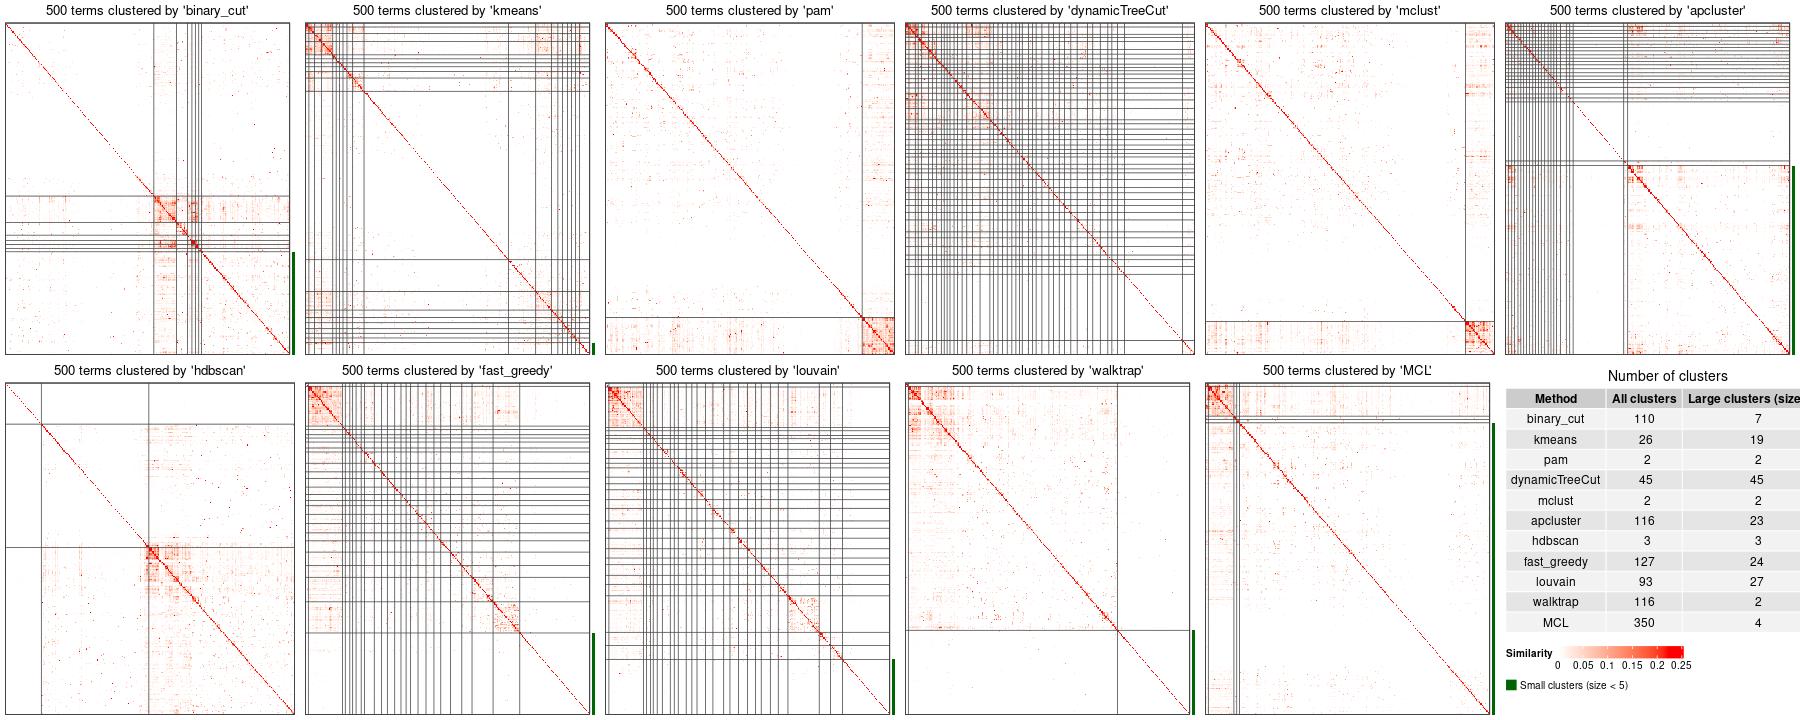 500 terms clustered by 'binary_cut'
500 terms clustered by 'kmeans'
500 terms clustered by 'pam'
500 terms clustered by 'dynamicTreeCut'
500 terms clustered by 'mclust'
500 terms clustered by 'apcluster'
500 terms clustered by 'hdbscan'
500 terms clustered by 'fast_greedy'
500 terms clustered by 'louvain'
500 terms clustered by 'walktrap'
500 terms clustered by 'MCL'
Number of clusters
Method All clusters Large clusters (size
binary_cut 110 7
kmeans 26 19
pam 2 2
dynamicTreeCut 45 45
mclust 2 2
apcluster 116 23
hdbscan 3 3
fast_greedy 127 24
louvain 93 27
walktrap 116 2
MCL 350 4
Similarity
0 0.05 0.1 0.15 0.2 0.25
Small clusters (size < 5)